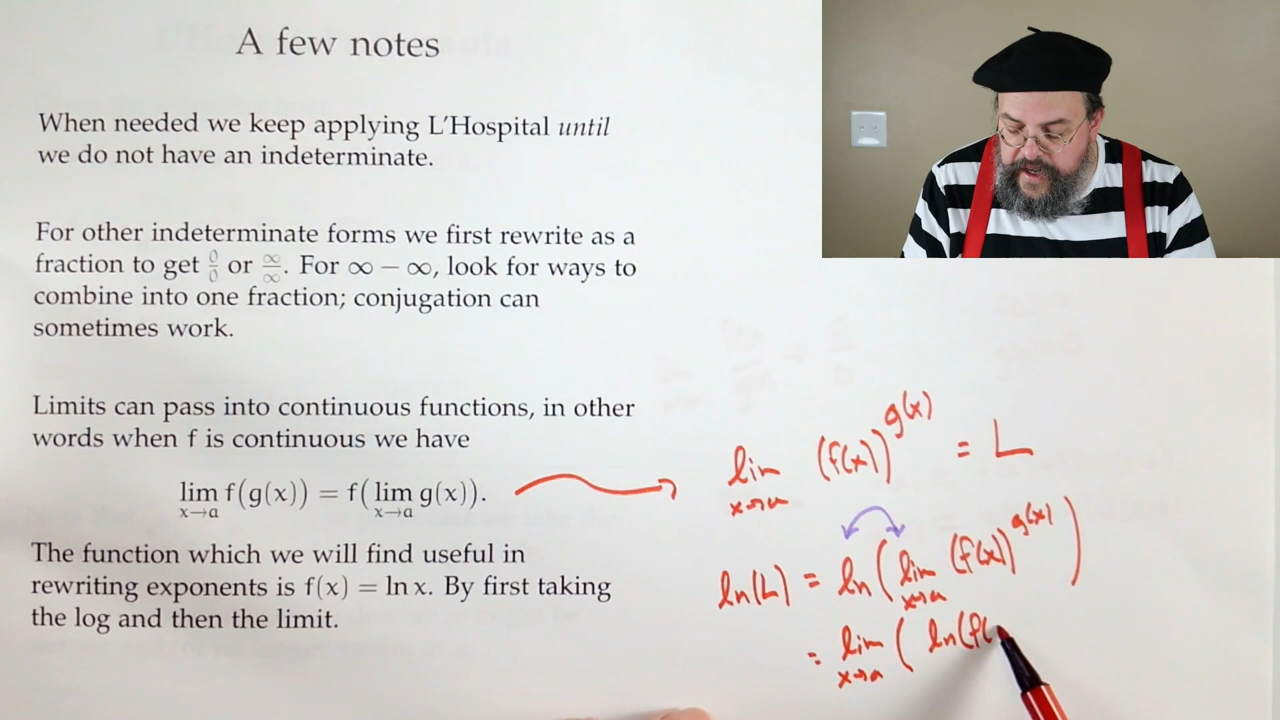 A few notes
When needed we keep applying L'Hospital until
we do not have an indeterminate.
For other indeterminate forms we first rewrite as a
fraction to get 0/0 or ∞/∞. For ∞ − ∞, look for ways to
combine into one fraction; conjugation can
sometimes work.
Limits can pass into continuous functions, in other
words when f is continuous we have
lim x→a f(g(x)) = f(lim x→a g(x)).
The function which we will find useful in
rewriting exponents is f(x) = ln x. By first taking
the log and then the limit.
lim x→a (f(x))^g(x) = L
ln(L) = ln(lim x→a (f(x))^g(x))
= lim x→a ( ln(f(